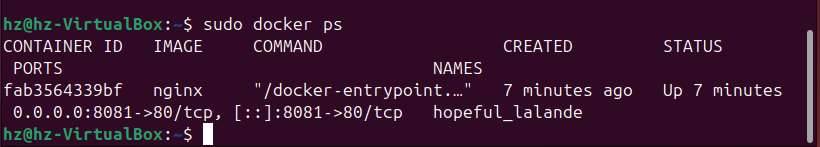 hz@hz-VirtualBox:~$ sudo docker ps
CONTAINER ID   IMAGE     COMMAND                  CREATED         STATUS
 PORTS                                     NAMES
fab3564339bf   nginx     "/docker-entrypoint.…"   7 minutes ago   Up 7 minutes
 0.0.0.0:8081->80/tcp, [::]:8081->80/tcp   hopeful_lalande
hz@hz-VirtualBox:~$